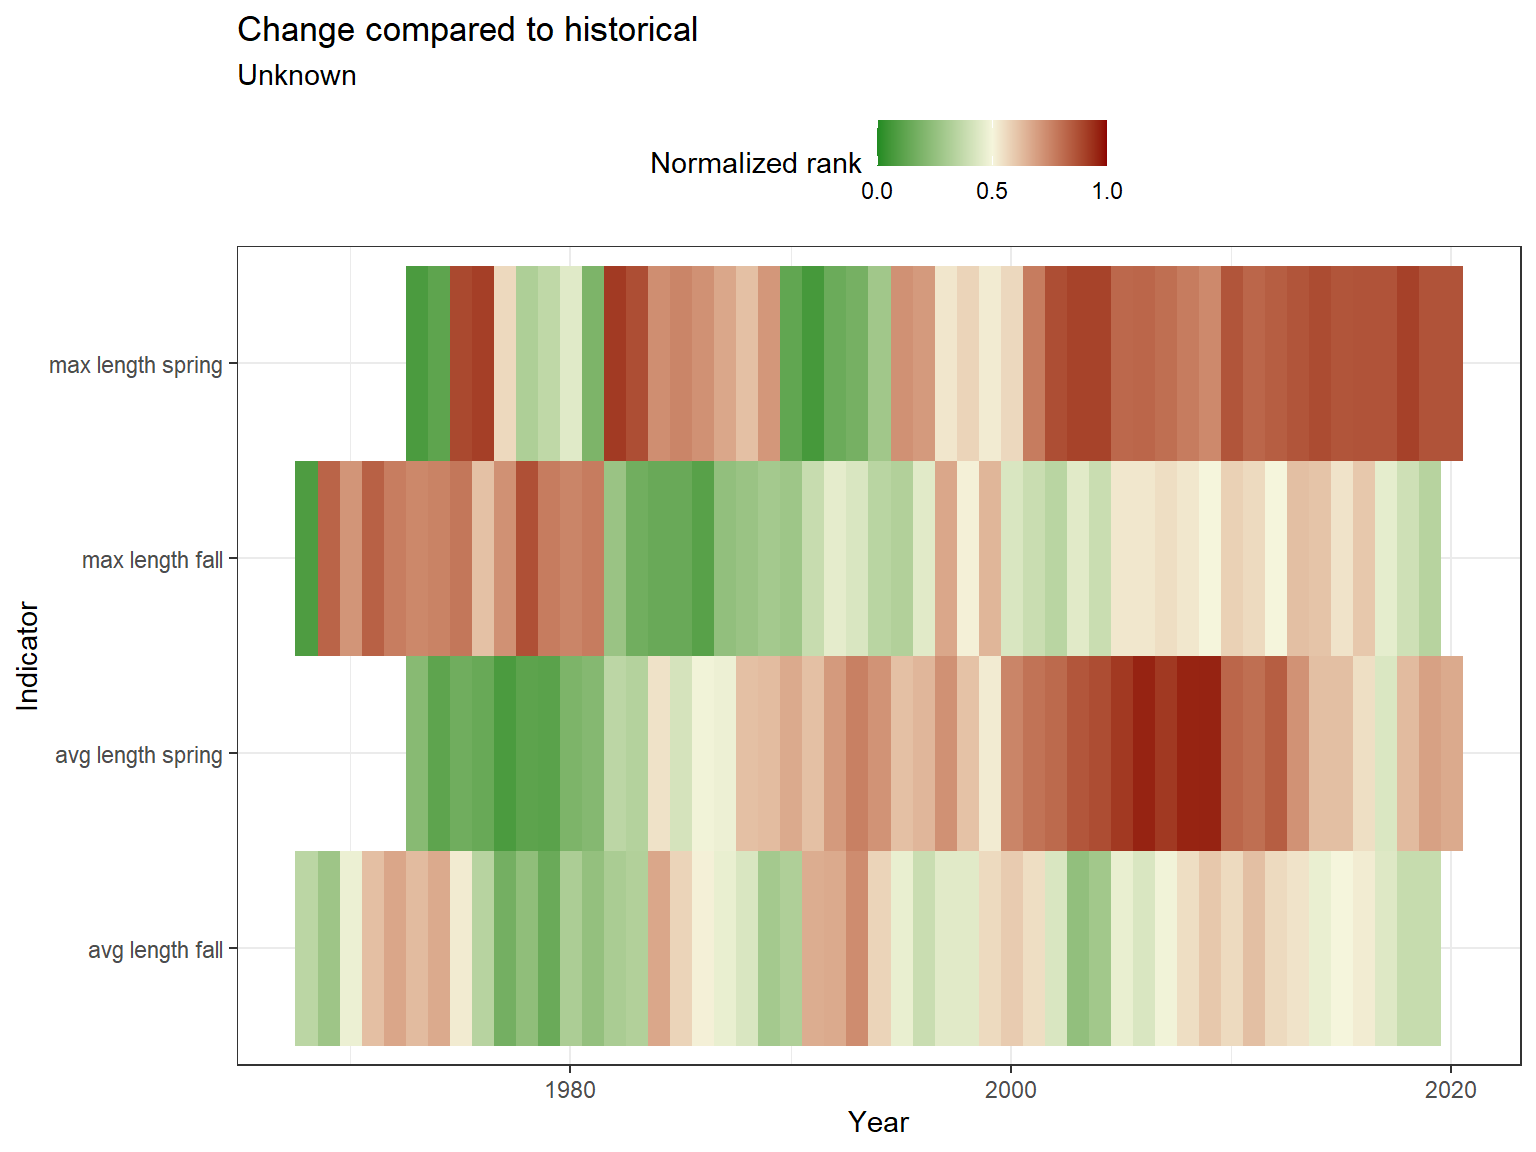 Change compared to historical
Unknown
Normalized rank
0.0 0.5 1.0
max length spring
max length fall
avg length spring
avg length fall
Indicator
1980 2000 2020
Year